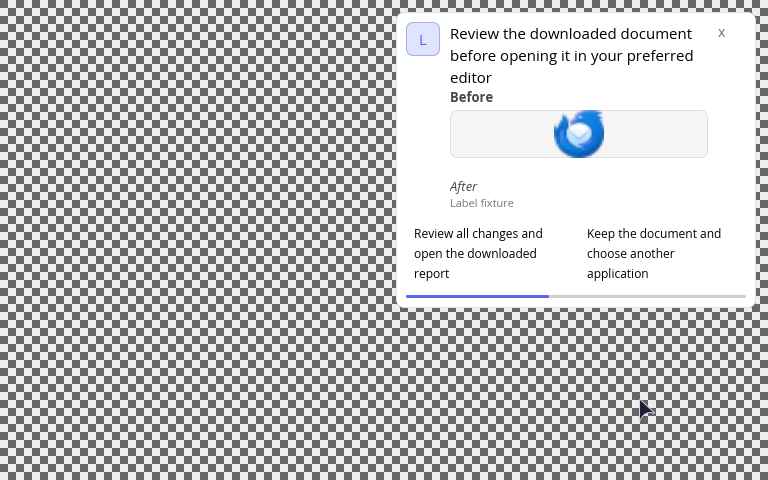 L
Review the downloaded document
before opening it in your preferred
editor
X
Before
After
Label fixture
Review all changes and
open the downloaded
report
Keep the document and
choose another
application